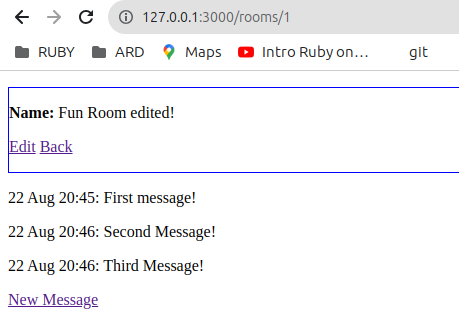 127.0.0.1:3000/rooms/1
RUBY ARD Maps Intro Ruby on... git
Name: Fun Room edited!
Edit Back
22 Aug 20:45: First message!
22 Aug 20:46: Second Message!
22 Aug 20:46: Third Message!
New Message